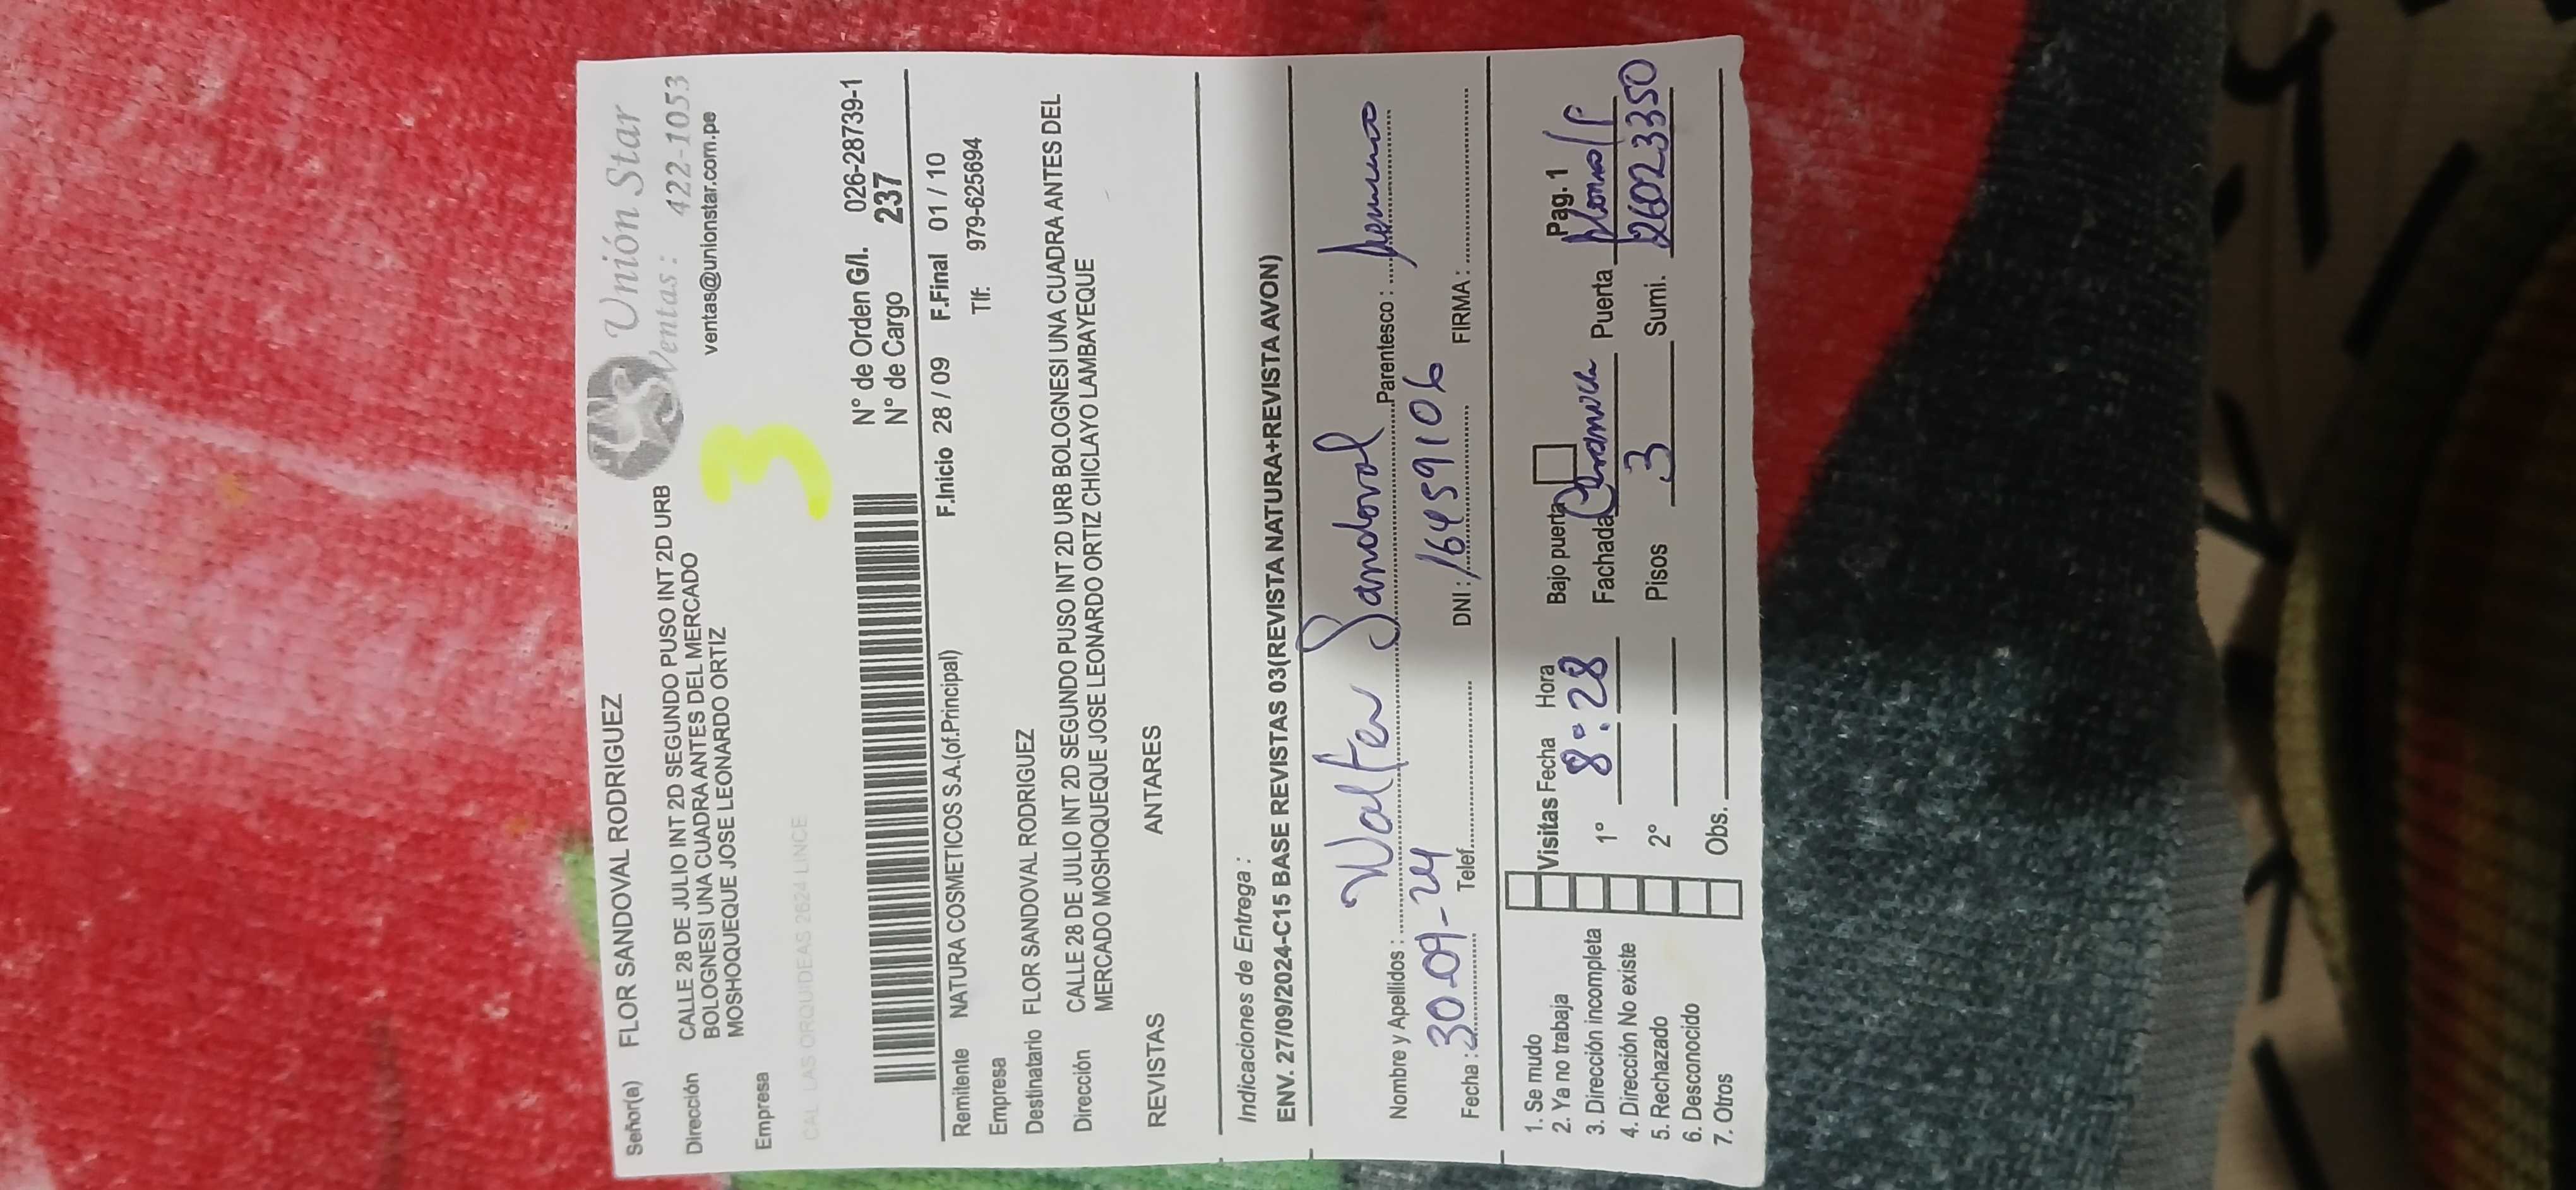 Unión Star
Ventas: 422-1053
ventas@unionstar.com.pe
Señor(a) FLOR SANDOVAL RODRIGUEZ
Dirección CALLE 28 DE JULIO INT 2D SEGUNDO PUSO INT 2D URB
BOLOGNESI UNA CUADRA ANTES DEL MERCADO
MOSHOQUEQUE JOSE LEONARDO ORTIZ
Empresa
3
CAL LAS ORQUIDEAS 2624 LINCE
N° de Orden G/I. 026-28739-1
N° de Cargo 237
Remitente NATURA COSMETICOS S.A.(of.Principal) F.Inicio 28 / 09 F.Final 01 / 10
Empresa Tlf: 979-625694
Destinatario FLOR SANDOVAL RODRIGUEZ
Dirección CALLE 28 DE JULIO INT 2D SEGUNDO PUSO INT 2D URB BOLOGNESI UNA CUADRA ANTES DEL
MERCADO MOSHOQUEQUE JOSE LEONARDO ORTIZ CHICLAYO LAMBAYEQUE
REVISTAS ANTARES
Indicaciones de Entrega :
ENV. 27/09/2024-C15 BASE REVISTAS 03(REVISTA NATURA+REVISTA AVON)
Nombre y Apellidos : Walter Sandoval Parentesco :
Fecha : 30-09-24 Telef. DNI : 16459106 FIRMA :
1. Se mudo
2. Ya no trabaja
3. Dirección incompleta
4. Dirección No existe
5. Rechazado
6. Desconocido
7. Otros
Visitas Fecha Hora Bajo puerta Pag. 1
1° 8:28 Fachada Puerta
2° Pisos 3 Sumi. 26023350
Obs.